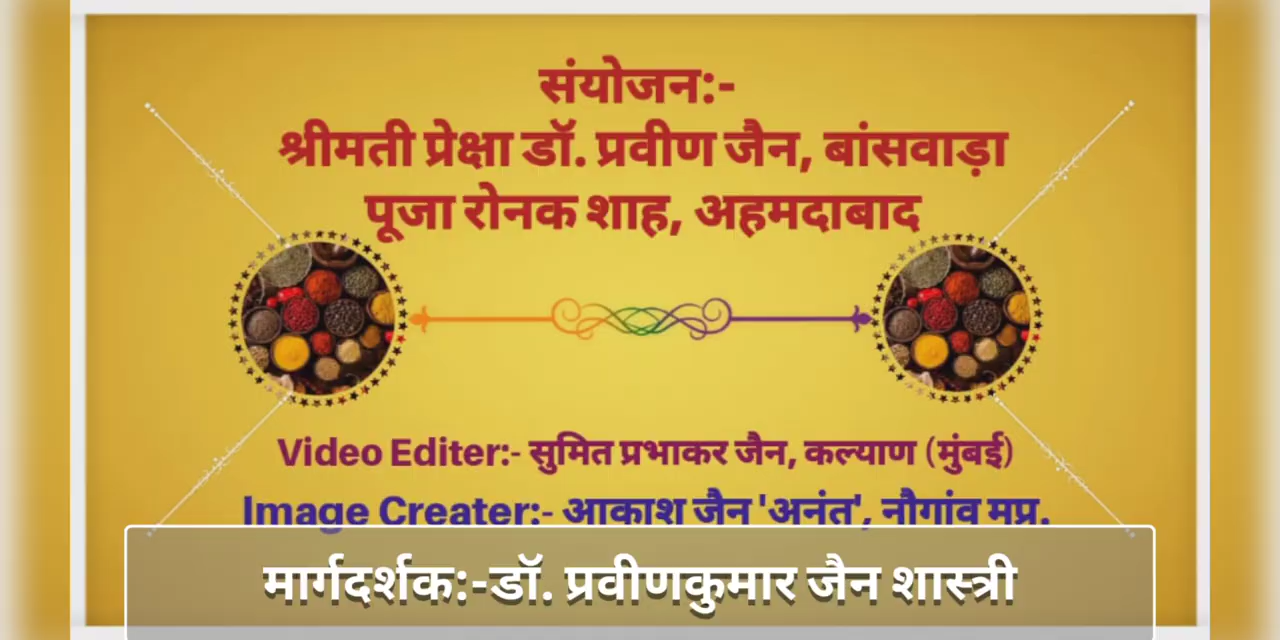 संयोजन:-
श्रीमती प्रेक्षा डॉ. प्रवीण जैन, बांसवाड़ा
पूजा रोनक शाह, अहमदाबाद
Video Editer:- सुमित प्रभाकर जैन, कल्याण (मुंबई)
Image Creater:- आकाश जैन 'अनंत', नौगांव मप्र.
मार्गदर्शक:-डॉ. प्रवीणकुमार जैन शास्त्री